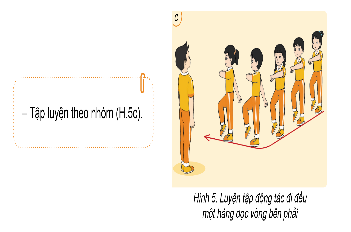 c
– Tập luyện theo nhóm (H.5c).
Hình 5. Luyện tập động tác đi đều
một hàng dọc vòng bên phải